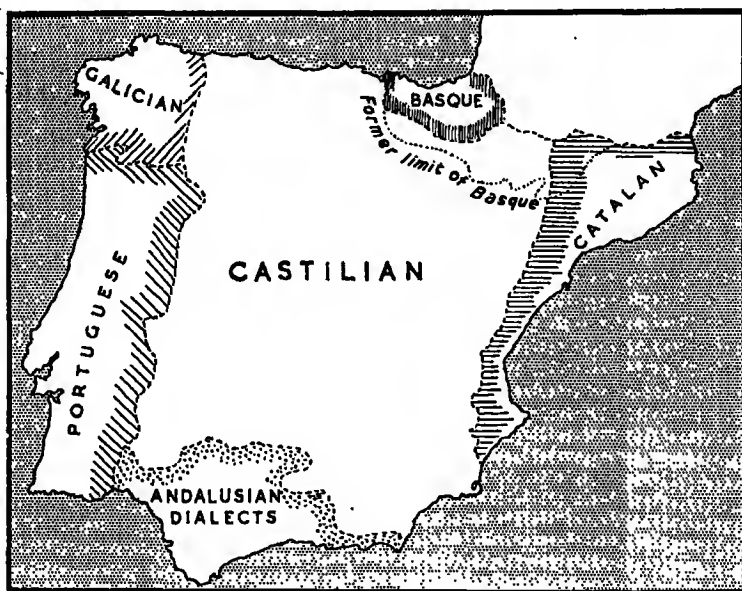 GALICIAN
BASQUE
Former limit of Basque
CATALAN
CASTILIAN
PORTUGUESE
ANDALUSIAN
DIALECTS